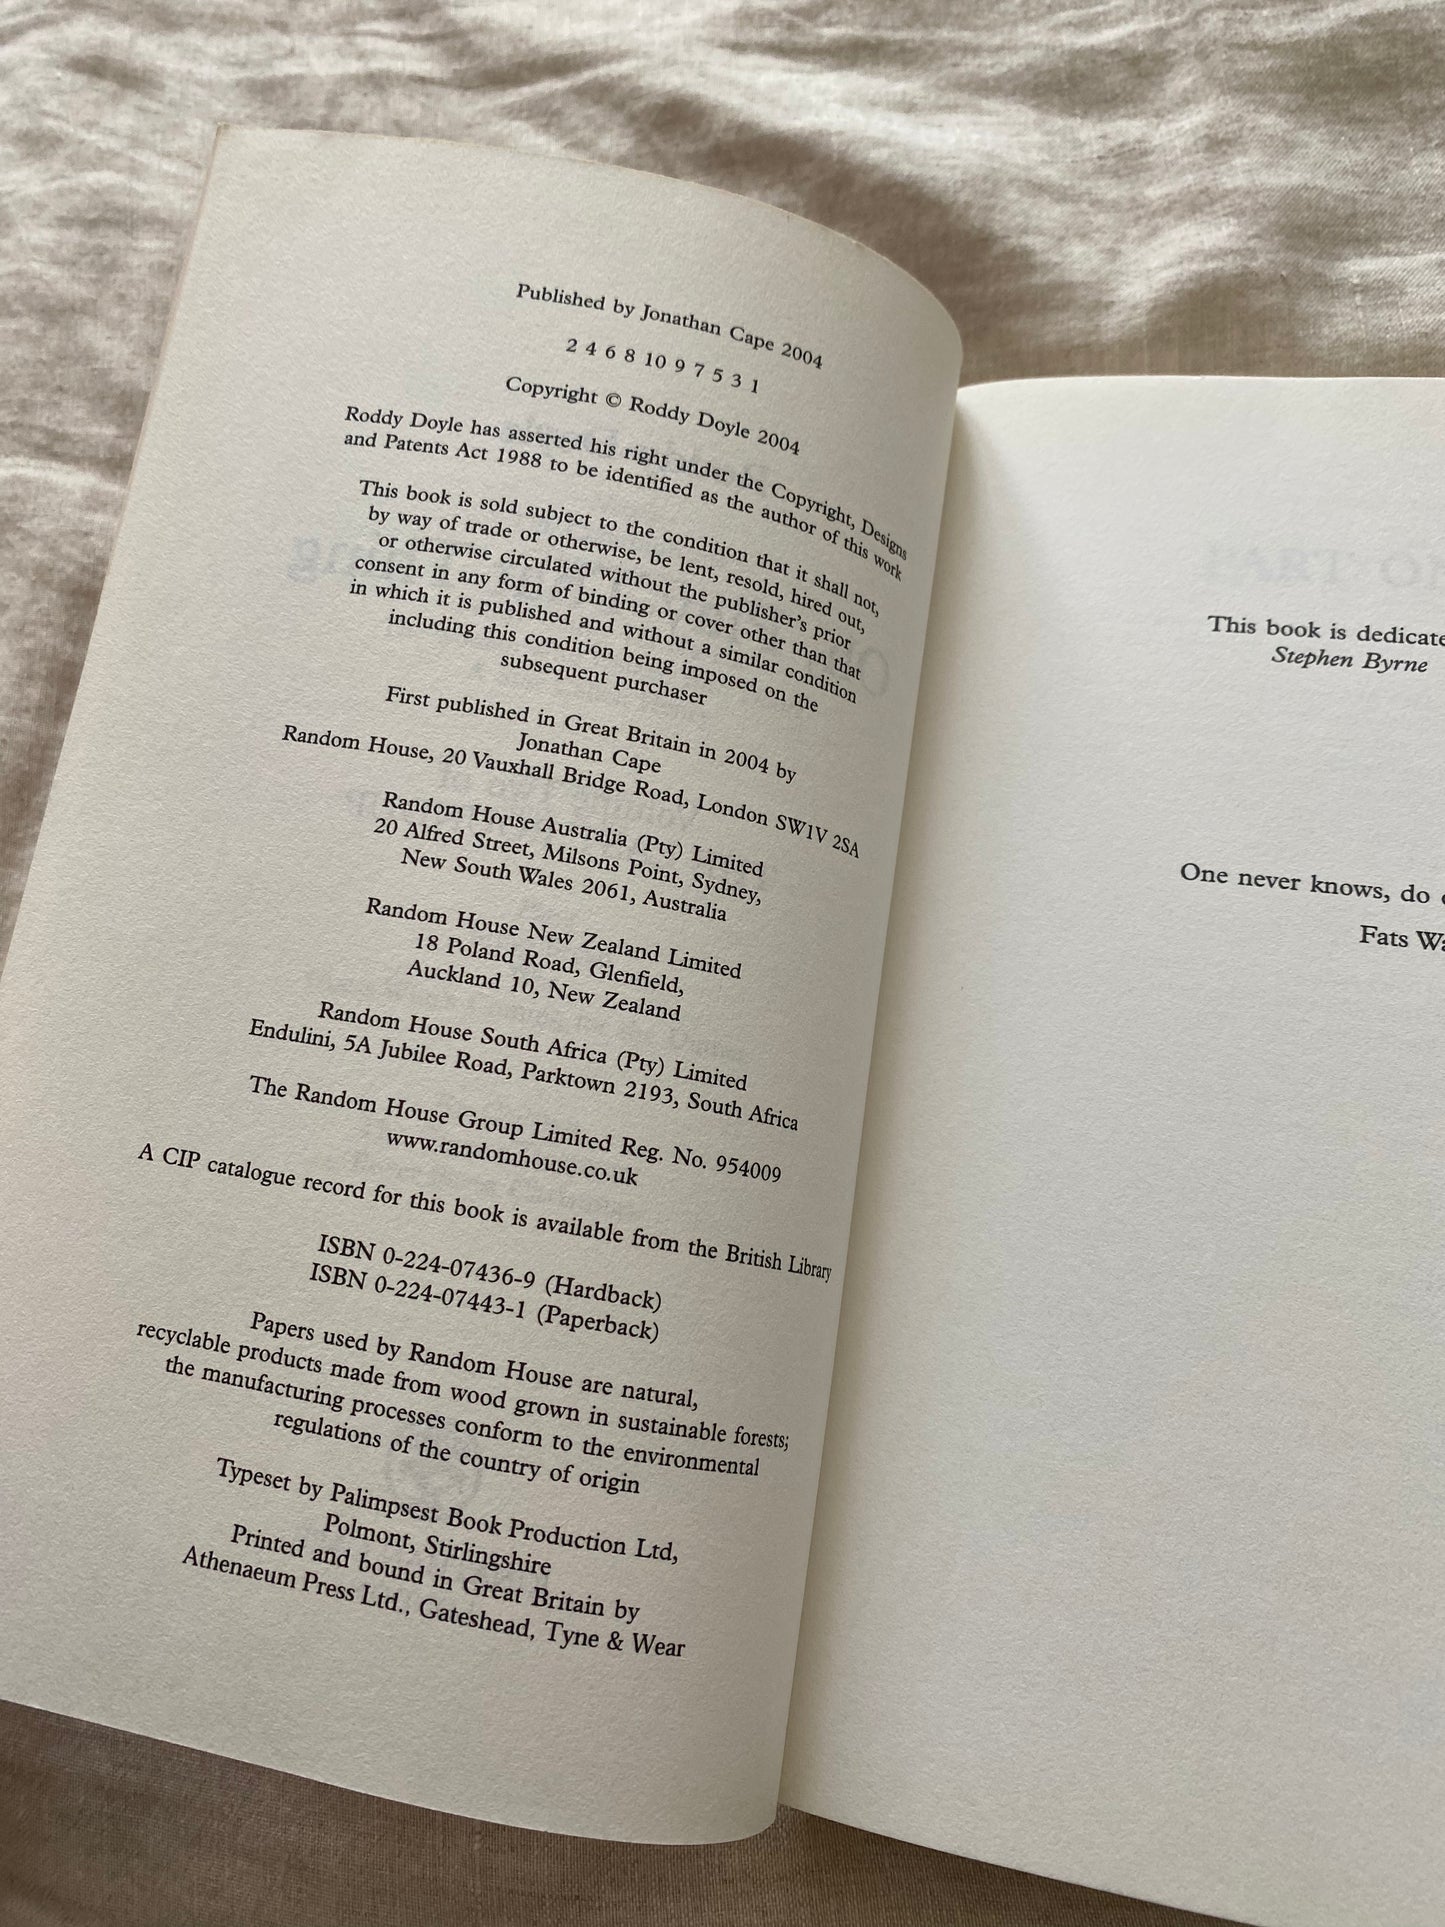 Published by Jonathan Cape 2004
2 4 6 8 10 9 7 5 3 1
Copyright © Roddy Doyle 2004
Roddy Doyle has asserted his right under the Copyright, Designs
and Patents Act 1988 to be identified as the author of this work
This book is sold subject to the condition that it shall not,
by way of trade or otherwise, be lent, resold, hired out,
or otherwise circulated without the publisher's prior
consent in any form of binding or cover other than that
in which it is published and without a similar condition
including this condition being imposed on the
subsequent purchaser
First published in Great Britain in 2004 by
Jonathan Cape
Random House, 20 Vauxhall Bridge Road, London SW1V 2SA
Random House Australia (Pty) Limited
20 Alfred Street, Milsons Point, Sydney,
New South Wales 2061, Australia
Random House New Zealand Limited
18 Poland Road, Glenfield,
Auckland 10, New Zealand
Random House South Africa (Pty) Limited
Endulini, 5A Jubilee Road, Parktown 2193, South Africa
The Random House Group Limited Reg. No. 954009
www.randomhouse.co.uk
A CIP catalogue record for this book is available from the British Library
ISBN 0-224-07436-9 (Hardback)
ISBN 0-224-07443-1 (Paperback)
Papers used by Random House are natural,
recyclable products made from wood grown in sustainable forests;
the manufacturing processes conform to the environmental
regulations of the country of origin
Typeset by Palimpsest Book Production Ltd,
Polmont, Stirlingshire
Printed and bound in Great Britain by
Athenaeum Press Ltd., Gateshead, Tyne & Wear
This book is dedicate
Stephen Byrne
One never knows, do
Fats Wa